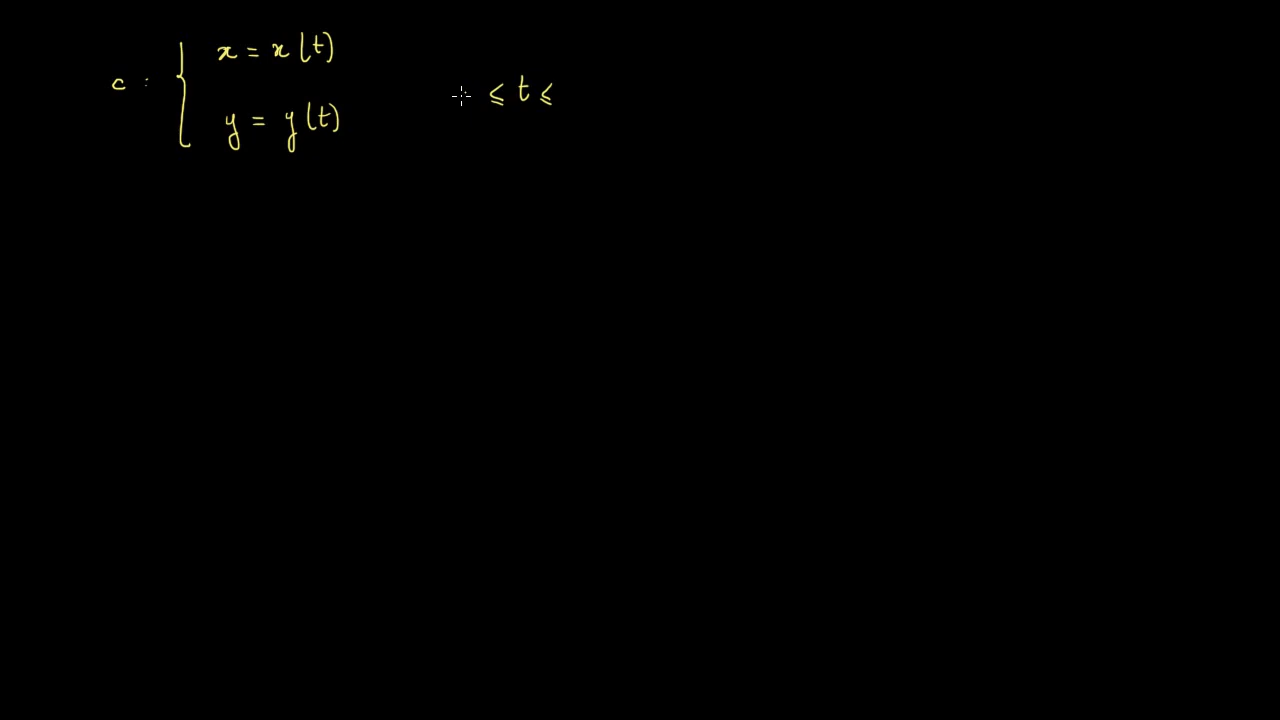 c : { x = x(t)
y = y(t) ≤ t ≤